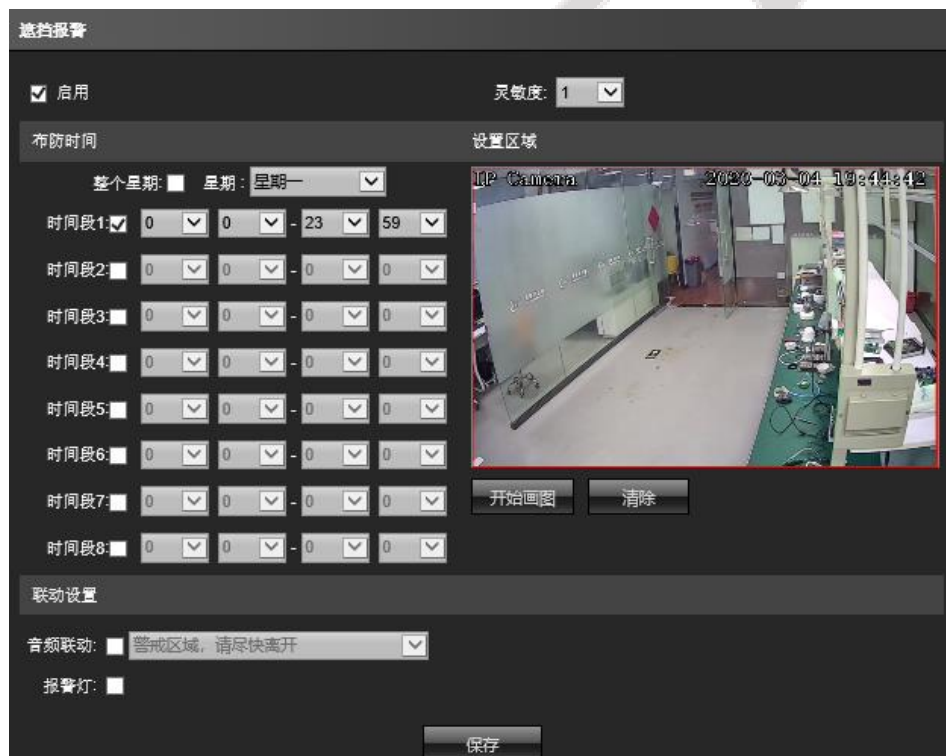 遮挡报警
启用
灵敏度: 1
布防时间
设置区域
整个星期: 星期: 星期一
IP Camera 2020-03-04 19:44:42
时间段1: 0 0 - 23 59
时间段2: 0 0 - 0 0
时间段3: 0 0 - 0 0
时间段4: 0 0 - 0 0
时间段5: 0 0 - 0 0
时间段6: 0 0 - 0 0
开始画图 清除
时间段7: 0 0 - 0 0
时间段8: 0 0 - 0 0
联动设置
音频联动: 警戒区域, 请尽快离开
报警灯:
保存